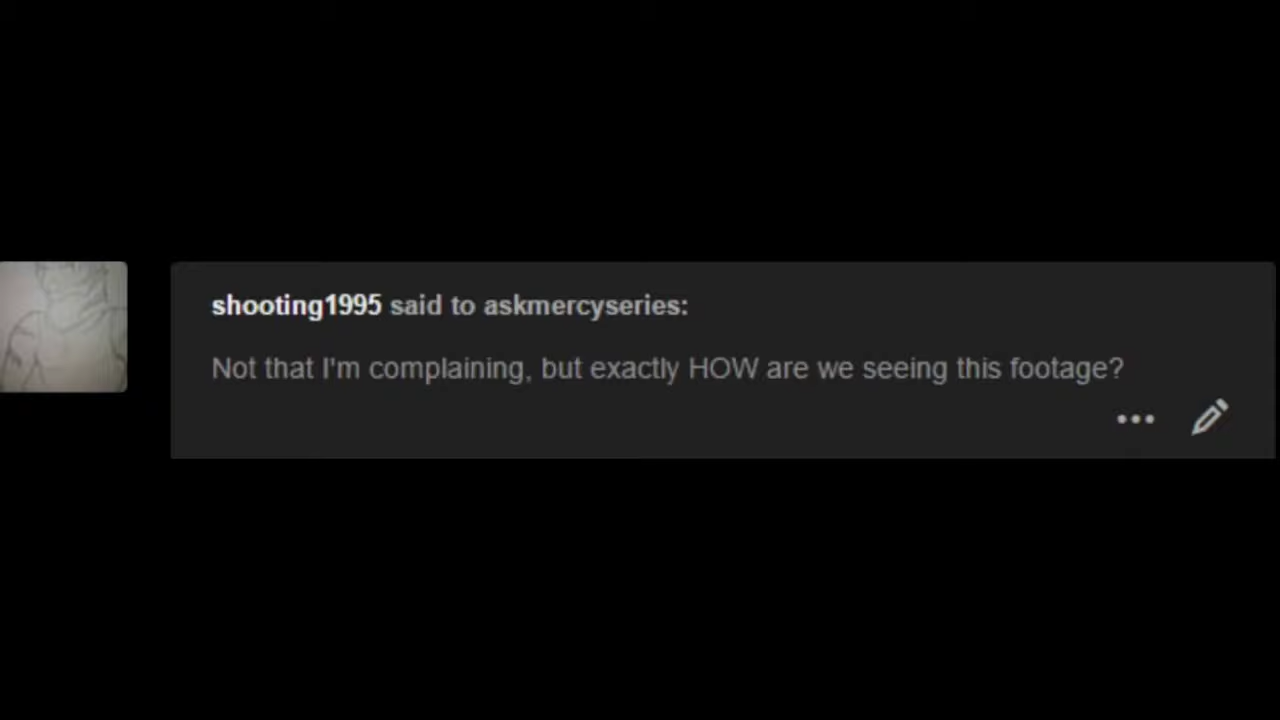 shooting1995 said to askmercyseries:
Not that I'm complaining, but exactly HOW are we seeing this footage?